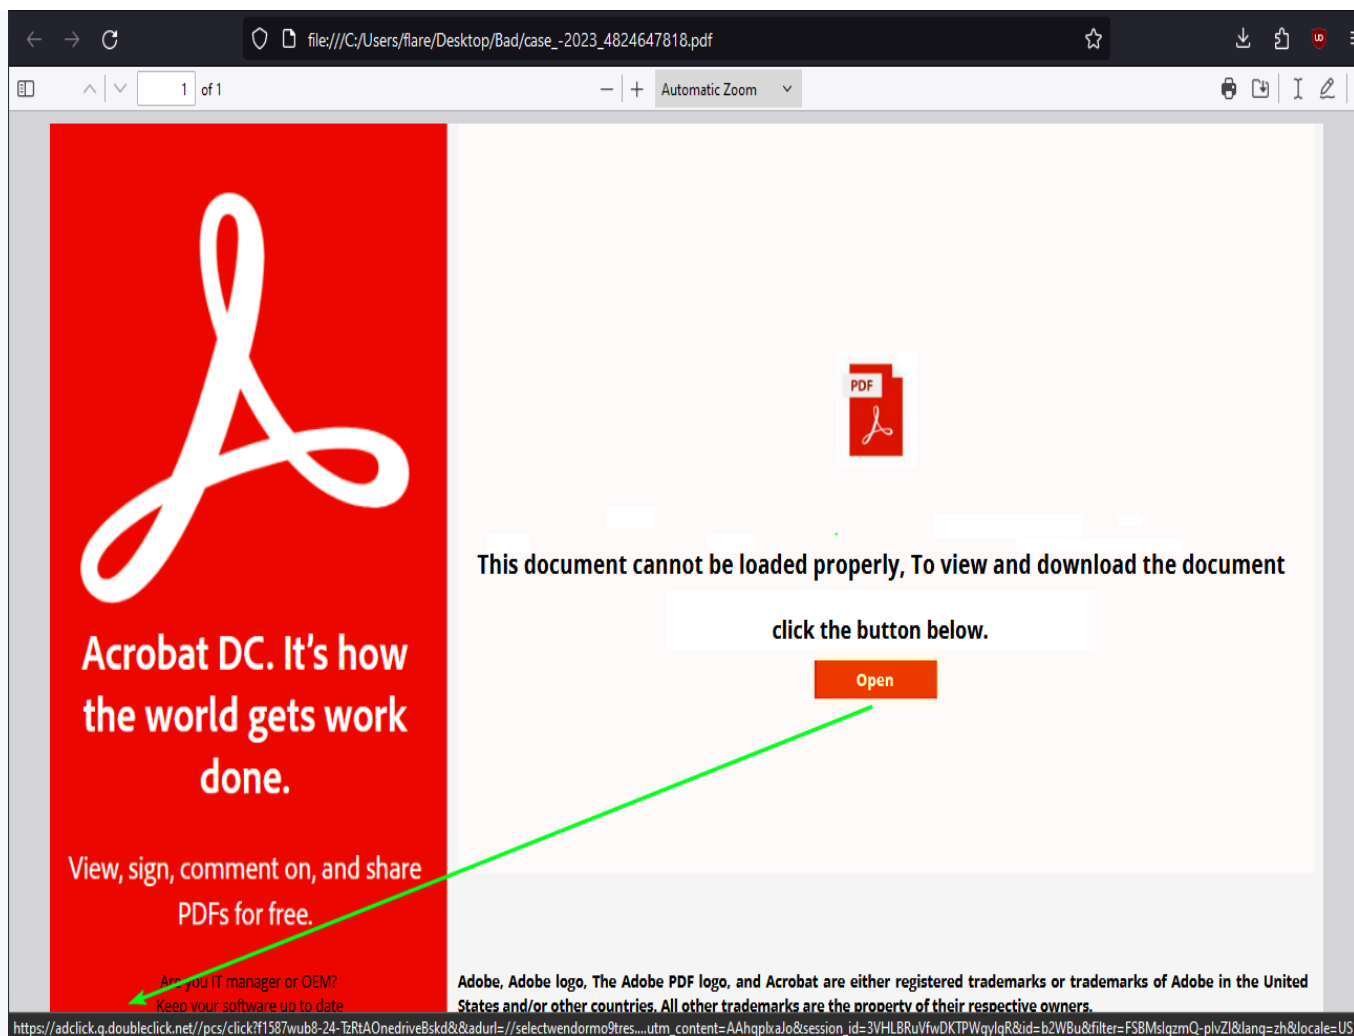 file:///C:/Users/flare/Desktop/Bad/case_-2023_4824647818.pdf
1 of 1
Automatic Zoom
PDF
This document cannot be loaded properly, To view and download the document
click the button below.
Open
Acrobat DC. It's how
the world gets work
done.
View, sign, comment on, and share
PDFs for free.
Are you IT manager or OEM?
Keep your software up to date
Adobe, Adobe logo, The Adobe PDF logo, and Acrobat are either registered trademarks or trademarks of Adobe in the United
States and/or other countries. All other trademarks are the property of their respective owners.
https://adclick.g.doubleclick.net//pcs/click?f1587wub8-24-TzRtAOnedriveBskd&&adurl=//selectwendormo9tres....utm_content=AAhqplxaJo&session_id=3VHLBRuVfwDKTPWqylgR&id=b2WBu&filter=FSBMslqzmQ-plvZI&lang=zh&locale=US